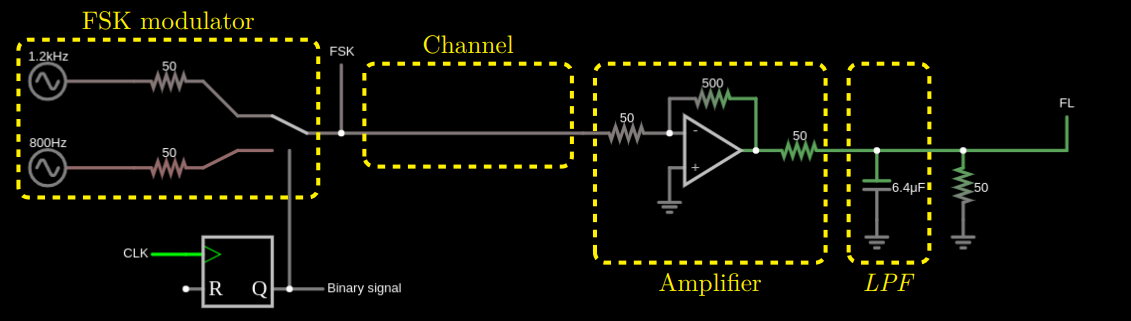 FSK modulator
1.2kHz
50
800Hz
50
FSK
Channel
50
500
-
+
50
Amplifier
6.4μF
LPF
50
FL
CLK
R Q
Binary signal